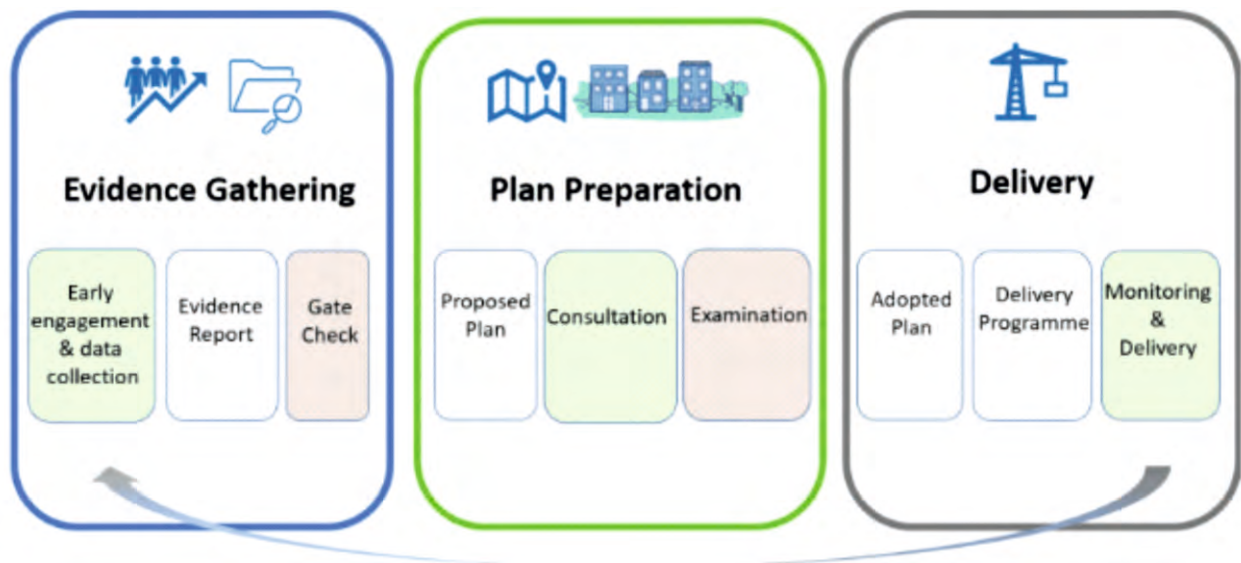 Evidence Gathering
Early
engagement
& data
collection
Evidence
Report
Gate
Check
Plan Preparation
Proposed
Plan
Consultation
Examination
Delivery
Adopted
Plan
Delivery
Programme
Monitoring
&
Delivery